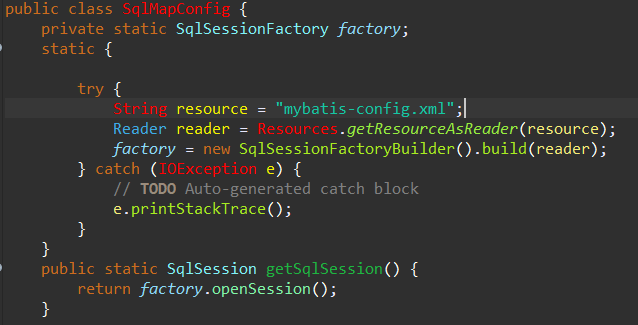 public class SqlMapConfig {
    private static SqlSessionFactory factory;
    static {
        try {
            String resource = "mybatis-config.xml";
            Reader reader = Resources.getResourceAsReader(resource);
            factory = new SqlSessionFactoryBuilder().build(reader);
        } catch (IOException e) {
            // TODO Auto-generated catch block
            e.printStackTrace();
        }
    }
    public static SqlSession getSqlSession() {
        return factory.openSession();
    }